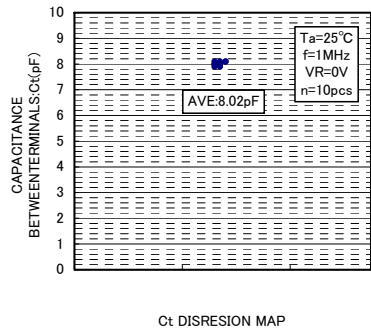 10
9
8
7
6
5
4
3
2
1
0
CAPACITANCE
BETWEENTERMINALS:Ct(pF)
Ta=25°C
f=1MHz
VR=0V
n=10pcs
AVE:8.02pF
Ct DISRESION MAP